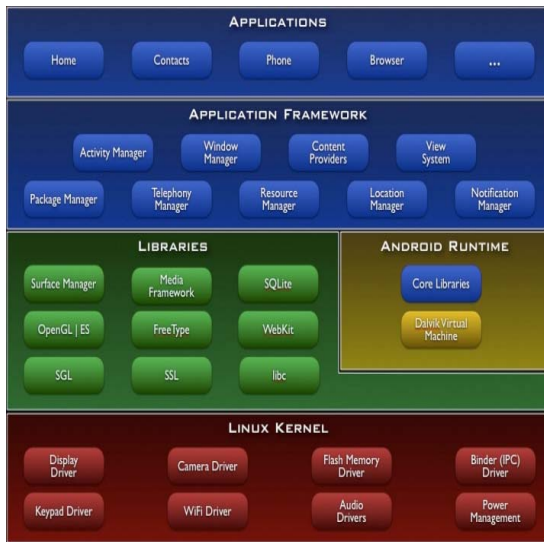 APPLICATIONS
Home
Contacts
Phone
Browser
...
APPLICATION FRAMEWORK
Activity Manager
Window
Manager
Content
Providers
View
System
Package Manager
Telephony
Manager
Resource
Manager
Location
Manager
Notification
Manager
LIBRARIES
Surface Manager
Media
Framework
SQLite
OpenGL | ES
FreeType
WebKit
SGL
SSL
libc
ANDROID RUNTIME
Core Libraries
Dalvik Virtual
Machine
LINUX KERNEL
Display
Driver
Camera Driver
Flash Memory
Driver
Binder (IPC)
Driver
Keypad Driver
WiFi Driver
Audio
Drivers
Power
Management